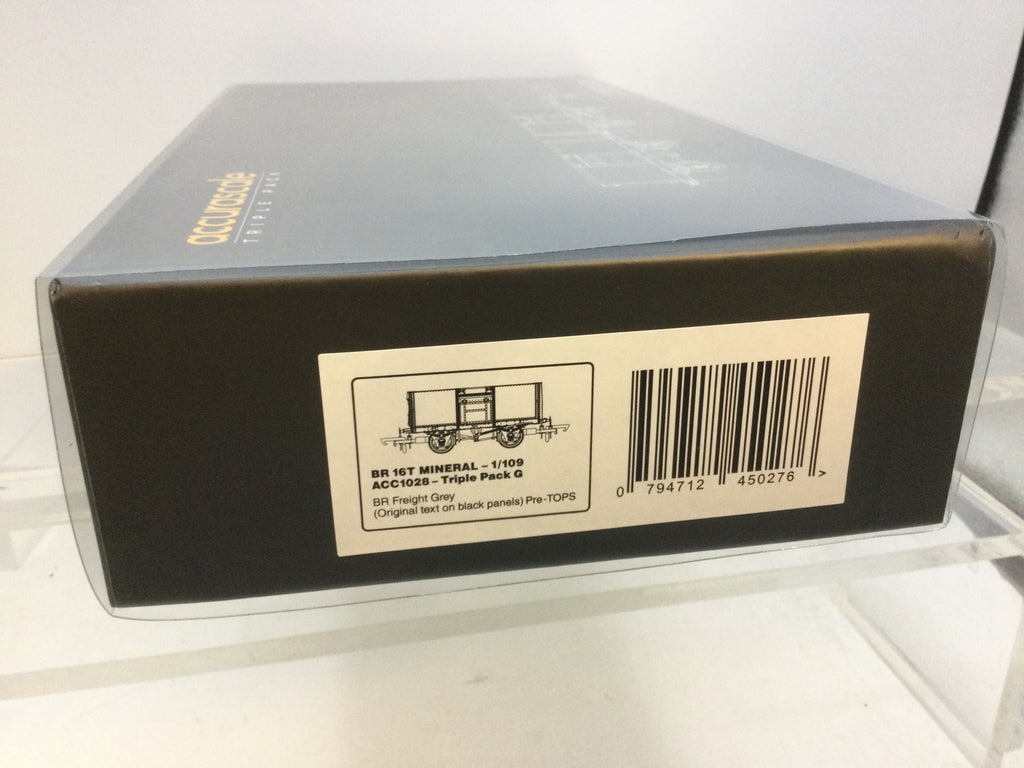 accurascale
TRIPLE PACK
BR 16T MINERAL - 1/109
ACC1028 - Triple Pack G
BR Freight Grey
(Original text on black panels) Pre-TOPS
0 794712 450276 >